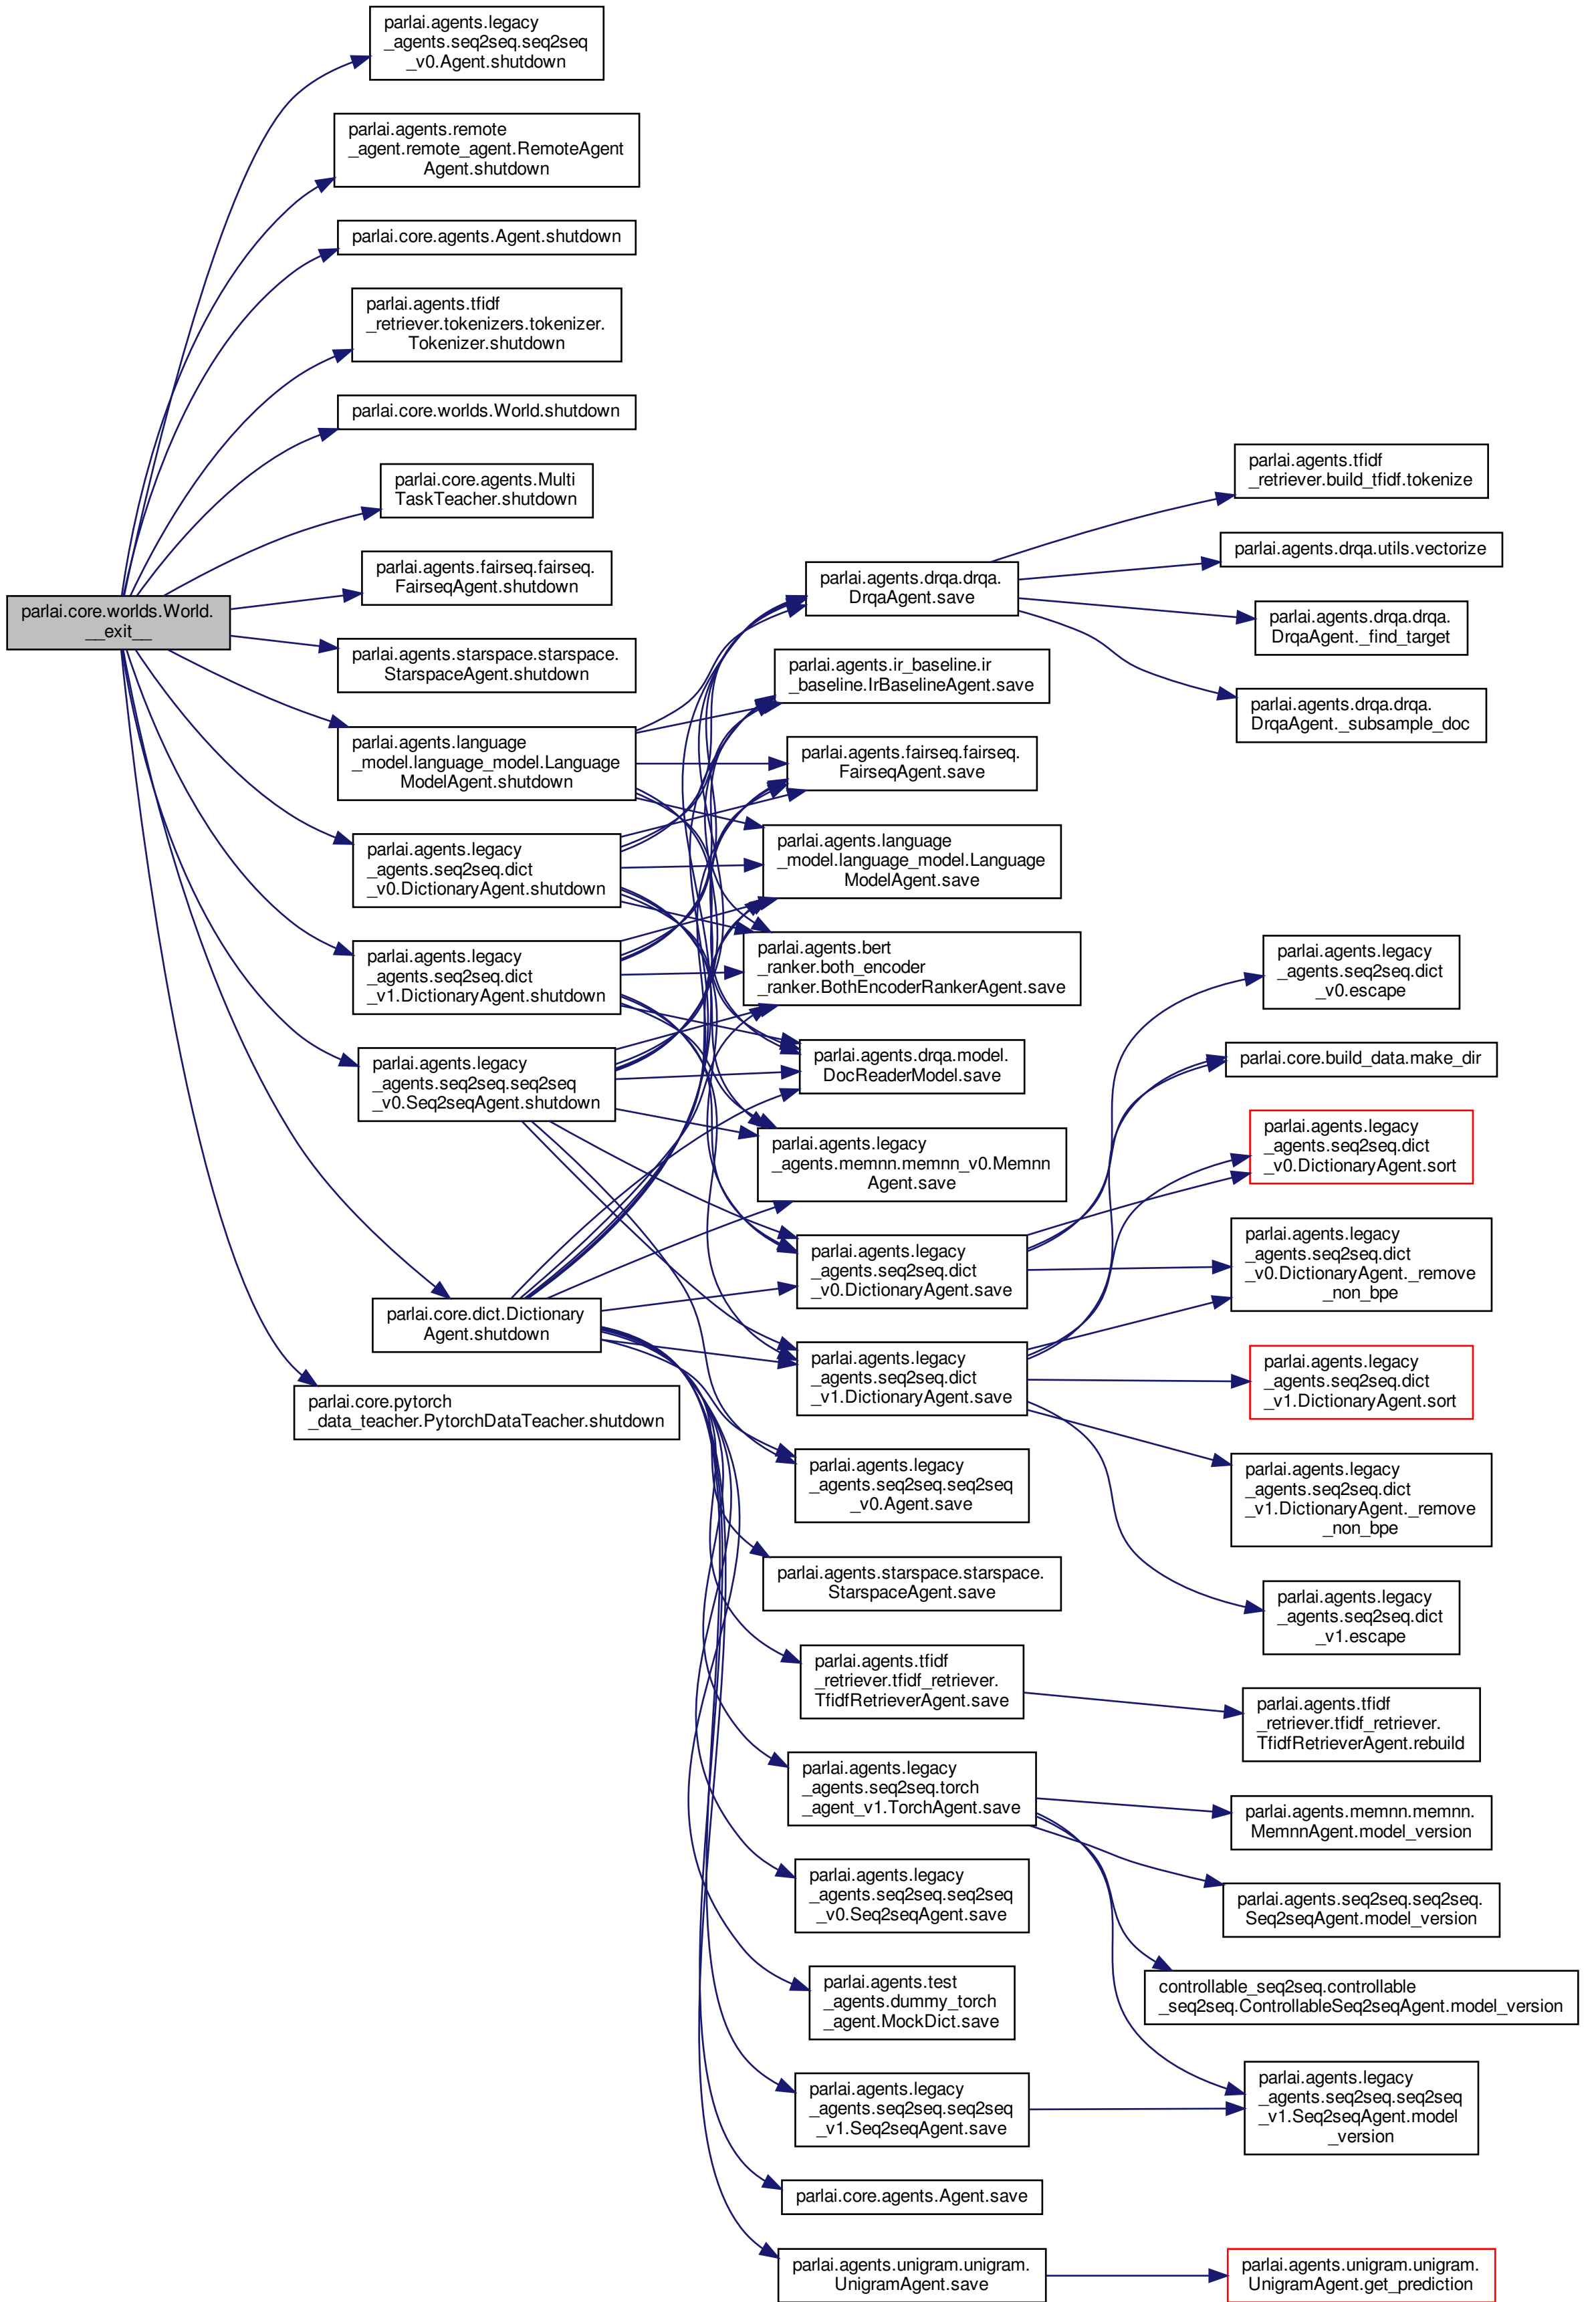 parlai.agents.legacy
_agents.seq2seq.seq2seq
_v0.Agent.shutdown
parlai.agents.remote
_agent.remote_agent.RemoteAgent
Agent.shutdown
parlai.core.agents.Agent.shutdown
parlai.agents.tfidf
_retriever.tokenizers.tokenizer.
Tokenizer.shutdown
parlai.core.worlds.World.shutdown
parlai.core.agents.Multi
TaskTeacher.shutdown
parlai.agents.fairseq.fairseq.
FairseqAgent.shutdown
parlai.core.worlds.World.
__exit__
parlai.agents.starspace.starspace.
StarspaceAgent.shutdown
parlai.agents.language
_model.language_model.Language
ModelAgent.shutdown
parlai.agents.legacy
_agents.seq2seq.dict
_v0.DictionaryAgent.shutdown
parlai.agents.legacy
_agents.seq2seq.dict
_v1.DictionaryAgent.shutdown
parlai.agents.legacy
_agents.seq2seq.seq2seq
_v0.Seq2seqAgent.shutdown
parlai.core.dict.Dictionary
Agent.shutdown
parlai.core.pytorch
_data_teacher.PytorchDataTeacher.shutdown
parlai.agents.drqa.drqa.
DrqaAgent.save
parlai.agents.ir_baseline.ir
_baseline.IrBaselineAgent.save
parlai.agents.fairseq.fairseq.
FairseqAgent.save
parlai.agents.language
_model.language_model.Language
ModelAgent.save
parlai.agents.bert
_ranker.both_encoder
_ranker.BothEncoderRankerAgent.save
parlai.agents.drqa.model.
DocReaderModel.save
parlai.agents.legacy
_agents.memnn.memnn_v0.Memnn
Agent.save
parlai.agents.legacy
_agents.seq2seq.dict
_v0.DictionaryAgent.save
parlai.agents.legacy
_agents.seq2seq.dict
_v1.DictionaryAgent.save
parlai.agents.legacy
_agents.seq2seq.seq2seq
_v0.Agent.save
parlai.agents.starspace.starspace.
StarspaceAgent.save
parlai.agents.tfidf
_retriever.tfidf_retriever.
TfidfRetrieverAgent.save
parlai.agents.legacy
_agents.seq2seq.torch
_agent_v1.TorchAgent.save
parlai.agents.legacy
_agents.seq2seq.seq2seq
_v0.Seq2seqAgent.save
parlai.agents.test
_agents.dummy_torch
_agent.MockDict.save
parlai.agents.legacy
_agents.seq2seq.seq2seq
_v1.Seq2seqAgent.save
parlai.core.agents.Agent.save
parlai.agents.unigram.unigram.
UnigramAgent.save
parlai.agents.tfidf
_retriever.build_tfidf.tokenize
parlai.agents.drqa.utils.vectorize
parlai.agents.drqa.drqa.
DrqaAgent._find_target
parlai.agents.drqa.drqa.
DrqaAgent._subsample_doc
parlai.agents.legacy
_agents.seq2seq.dict
_v0.escape
parlai.core.build_data.make_dir
parlai.agents.legacy
_agents.seq2seq.dict
_v0.DictionaryAgent.sort
parlai.agents.legacy
_agents.seq2seq.dict
_v0.DictionaryAgent._remove
_non_bpe
parlai.agents.legacy
_agents.seq2seq.dict
_v1.DictionaryAgent.sort
parlai.agents.legacy
_agents.seq2seq.dict
_v1.DictionaryAgent._remove
_non_bpe
parlai.agents.legacy
_agents.seq2seq.dict
_v1.escape
parlai.agents.tfidf
_retriever.tfidf_retriever.
TfidfRetrieverAgent.rebuild
parlai.agents.memnn.memnn.
MemnnAgent.model_version
parlai.agents.seq2seq.seq2seq.
Seq2seqAgent.model_version
controllable_seq2seq.controllable
_seq2seq.ControllableSeq2seqAgent.model_version
parlai.agents.legacy
_agents.seq2seq.seq2seq
_v1.Seq2seqAgent.model
_version
parlai.agents.unigram.unigram.
UnigramAgent.get_prediction